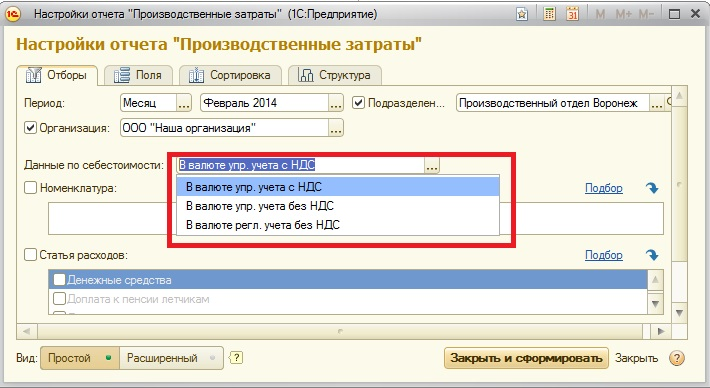 Настройки отчета "Производственные затраты" (1С:Предприятие)
M M+ M-
Настройки отчета "Производственные затраты"
Отборы Поля Сортировка Структура
Период: Месяц ... Февраль 2014 ... Подразделен... Производственный отдел Воронеж ...
Организация: ООО "Наша организация" ...
Данные по себестоимости: В валюте упр. учета с НДС ...
В валюте упр. учета с НДС
Номенклатура: Подбор
В валюте упр. учета без НДС
В валюте регл. учета без НДС
Статья расходов: Подбор
Денежные средства
Доплата к пенсии летчикам
Вид: Простой Расширенный ? Закрыть и сформировать Закрыть ?